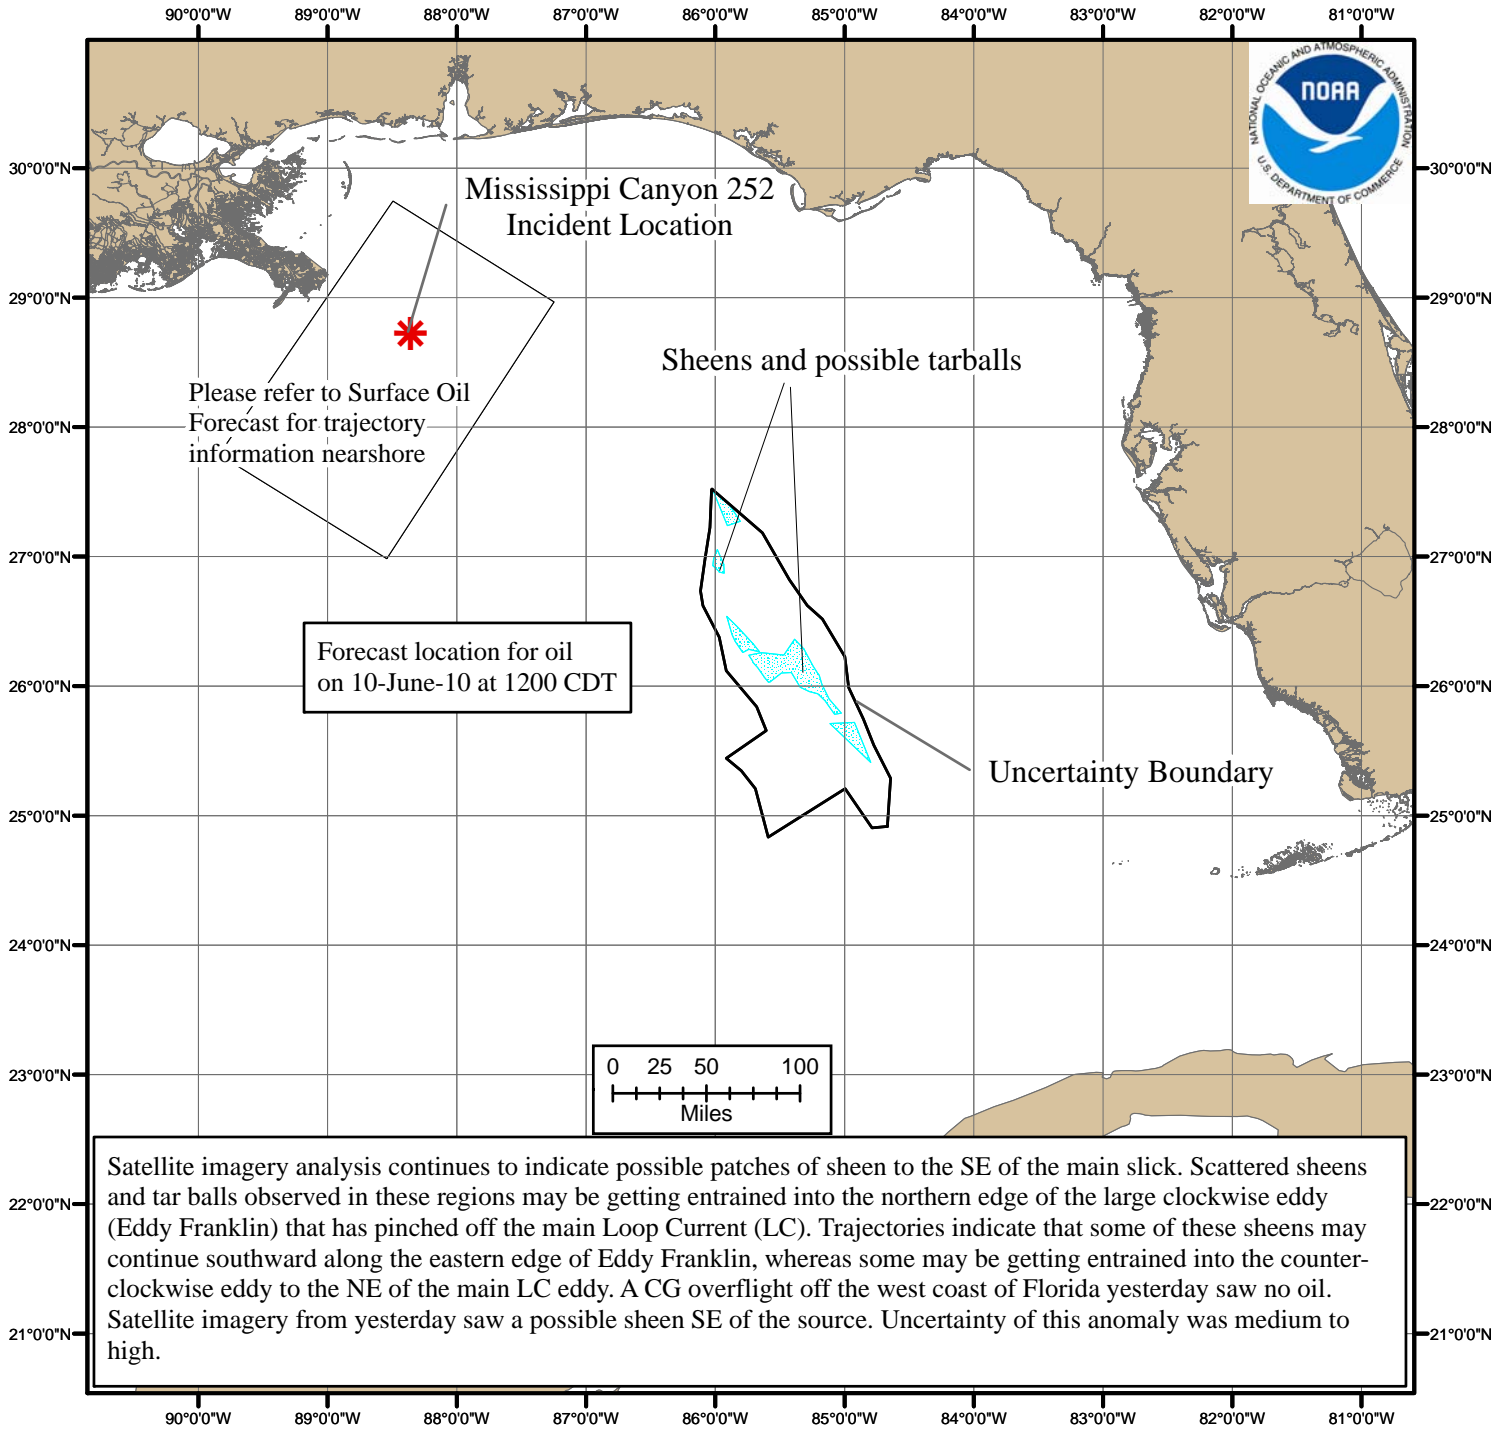 90°0'0"W 89°0'0"W 88°0'0"W 87°0'0"W 86°0'0"W 85°0'0"W 84°0'0"W 83°0'0"W 82°0'0"W 81°0'0"W
NATIONAL OCEANIC AND ATMOSPHERIC ADMINISTRATION
NOAA
U.S. DEPARTMENT OF COMMERCE
30°0'0"N 30°0'0"N
Mississippi Canyon 252
Incident Location
29°0'0"N 29°0'0"N
Sheens and possible tarballs
Please refer to Surface Oil
Forecast for trajectory
information nearshore
28°0'0"N 28°0'0"N
27°0'0"N 27°0'0"N
Forecast location for oil
on 10-June-10 at 1200 CDT
26°0'0"N 26°0'0"N
Uncertainty Boundary
25°0'0"N 25°0'0"N
24°0'0"N 24°0'0"N
0 25 50 100
Miles
23°0'0"N 23°0'0"N
Satellite imagery analysis continues to indicate possible patches of sheen to the SE of the main slick. Scattered sheens
and tar balls observed in these regions may be getting entrained into the northern edge of the large clockwise eddy
(Eddy Franklin) that has pinched off the main Loop Current (LC). Trajectories indicate that some of these sheens may
continue southward along the eastern edge of Eddy Franklin, whereas some may be getting entrained into the counter-
clockwise eddy to the NE of the main LC eddy. A CG overflight off the west coast of Florida yesterday saw no oil.
Satellite imagery from yesterday saw a possible sheen SE of the source. Uncertainty of this anomaly was medium to
high.
22°0'0"N 22°0'0"N
21°0'0"N 21°0'0"N
90°0'0"W 89°0'0"W 88°0'0"W 87°0'0"W 86°0'0"W 85°0'0"W 84°0'0"W 83°0'0"W 82°0'0"W 81°0'0"W